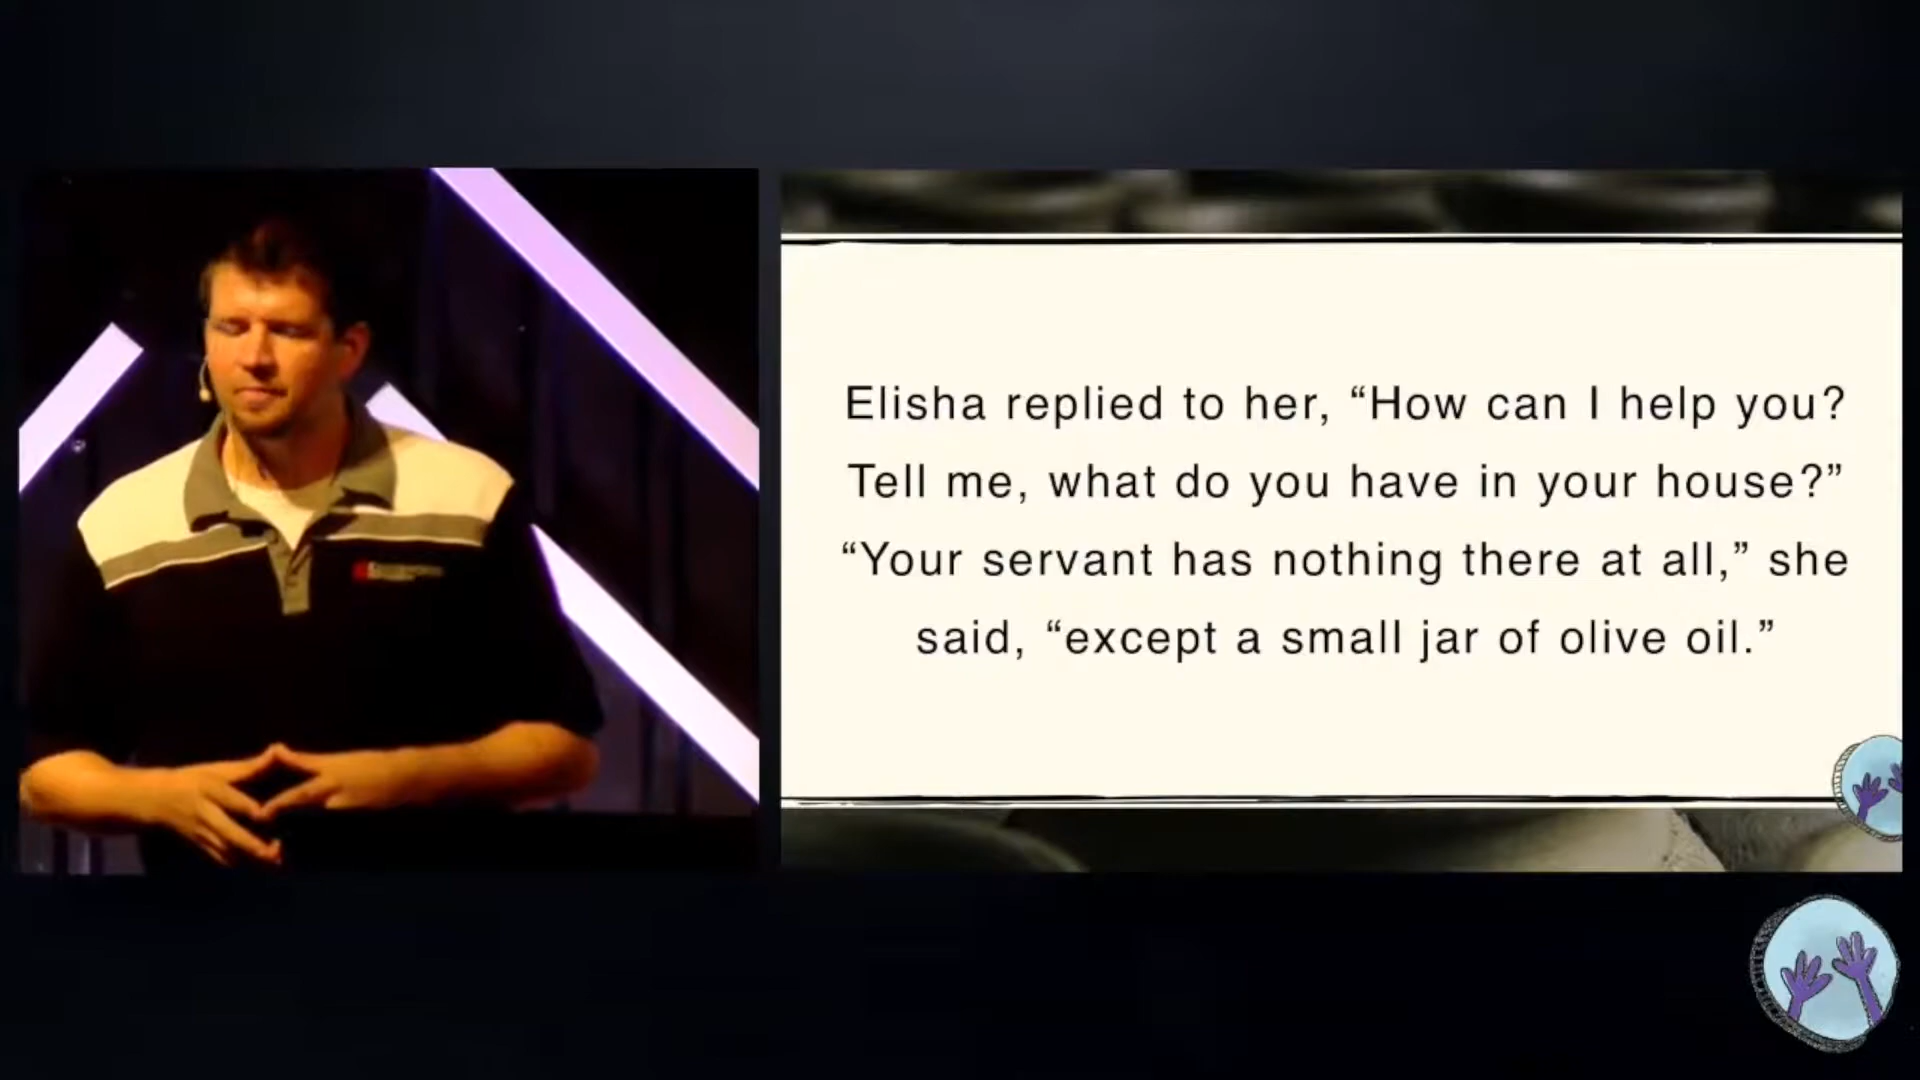 Elisha replied to her, “How can I help you?
Tell me, what do you have in your house?”
“Your servant has nothing there at all,” she
said, “except a small jar of olive oil.”